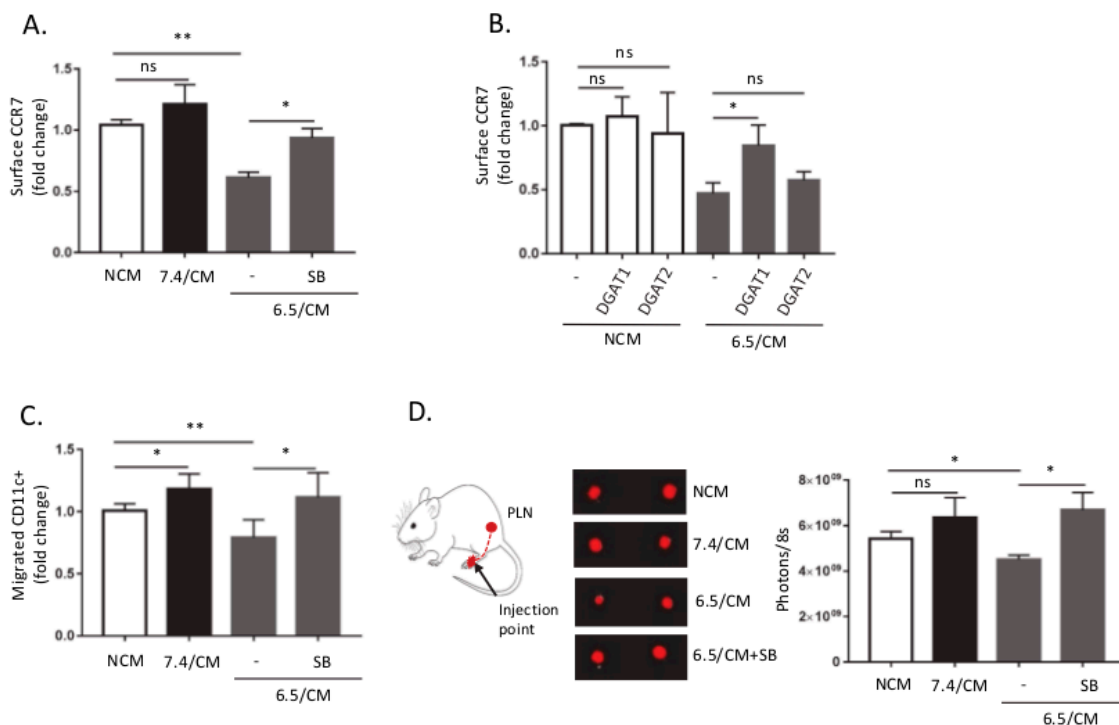 A.
Surface CCR7
(fold change)
1.5
1.0
0.5
0.0
**
ns
*
NCM
7.4/CM
-
SB
6.5/CM
B.
Surface CCR7
(fold change)
1.5
1.0
0.5
0.0
ns
ns
ns
*
-
DGAT1
DGAT2
-
DGAT1
DGAT2
NCM
6.5/CM
C.
Migrated CD11c+
(fold change)
1.5
1.0
0.5
0.0
**
*
*
NCM
7.4/CM
-
SB
6.5/CM
D.
PLN
Injection
point
NCM
7.4/CM
6.5/CM
6.5/CM+SB
Photons/8s
8×10⁰⁹
6×10⁰⁹
4×10⁰⁹
2×10⁰⁹
0
*
ns
*
NCM
7.4/CM
-
SB
6.5/CM